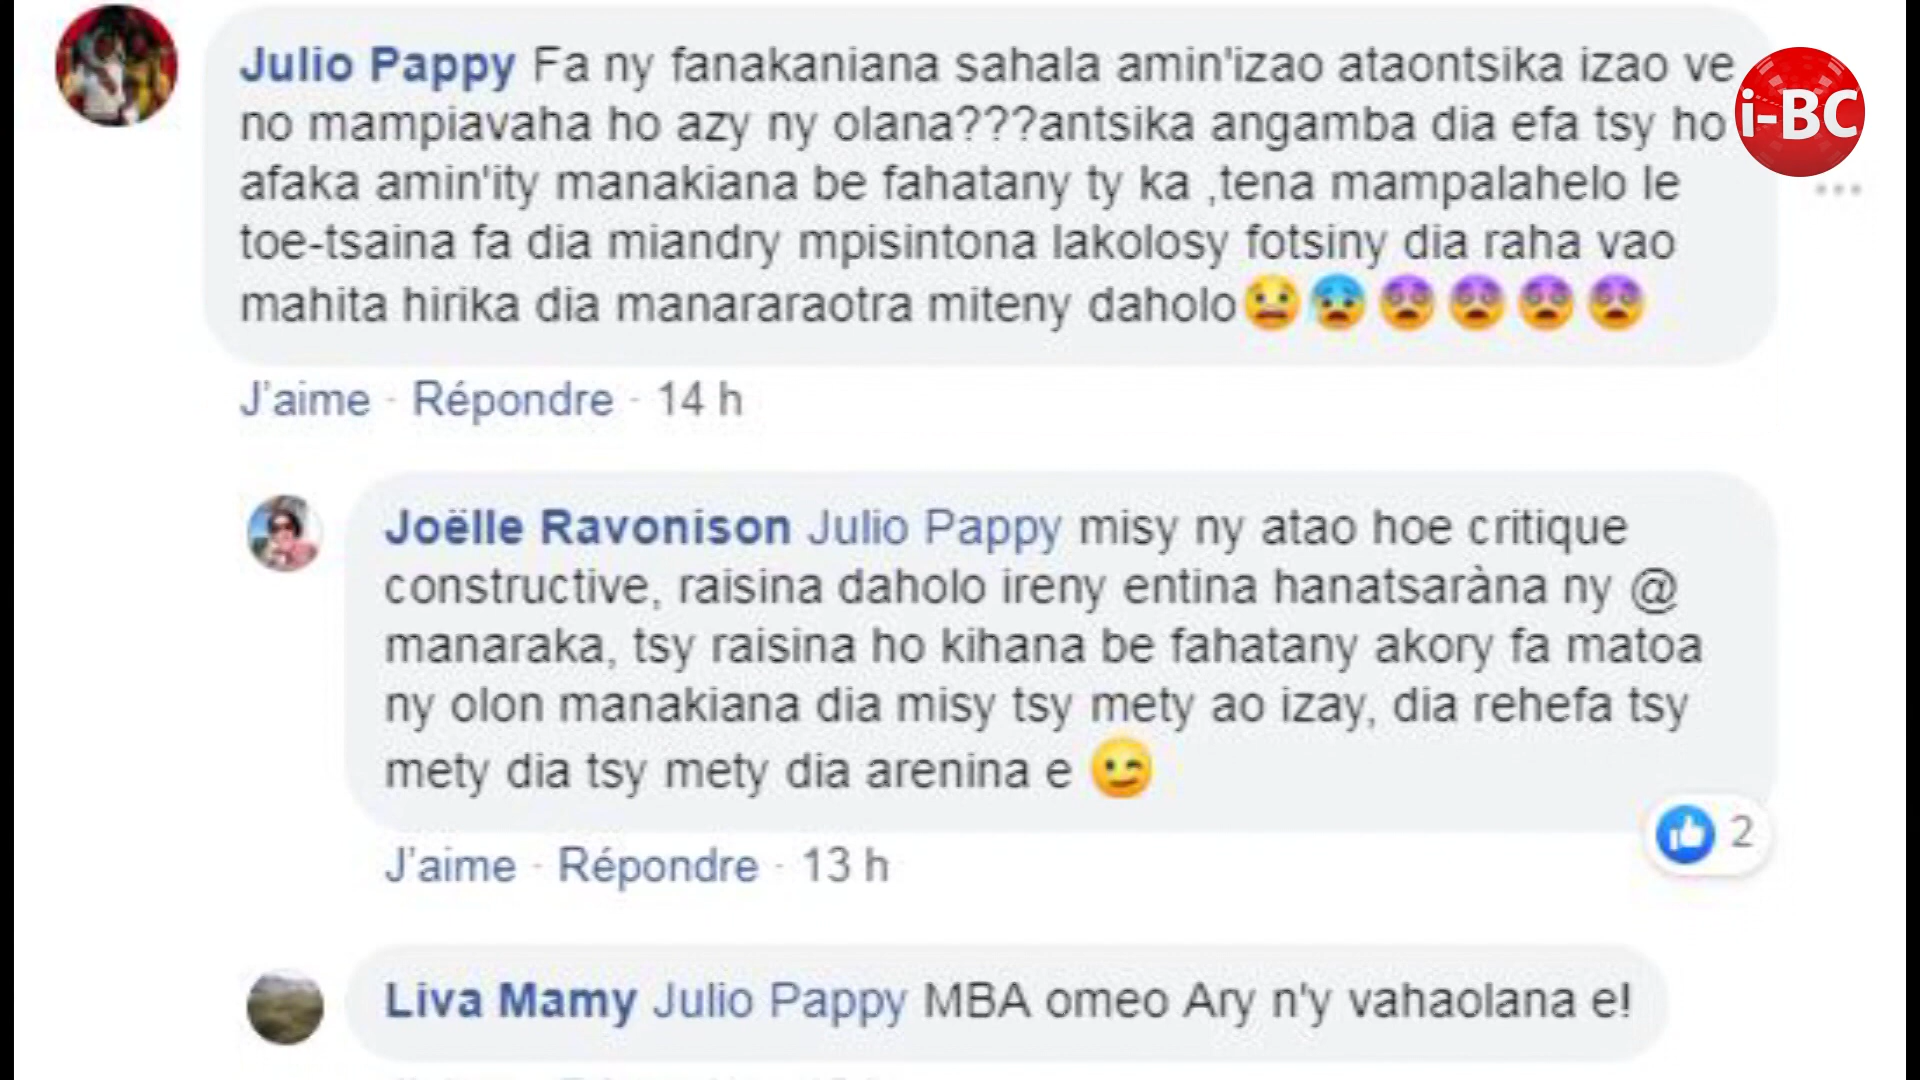 Julio Pappy Fa ny fanakaniana sahala amin'izao ataontsika izao ve
no mampiavaha ho azy ny olana???antsika angamba dia efa tsy ho
i-BC
afaka amin'ity manakiana be fahatany ty ka ,tena mampalahelo le
toe-tsaina fa dia miandry mpisintona lakolosy fotsiny dia raha vao
mahita hirika dia manararaotra miteny daholo😦😰😨😨😨😨
J'aime · Répondre · 14 h
Joëlle Ravonison Julio Pappy misy ny atao hoe critique
constructive, raisina daholo ireny entina hanatsaràna ny @
manaraka, tsy raisina ho kihana be fahatany akory fa matoa
ny olon manakiana dia misy tsy mety ao izay, dia rehefa tsy
mety dia tsy mety dia arenina e 😉
2
J'aime · Répondre · 13 h
Liva Mamy Julio Pappy MBA omeo Ary n'y vahaolana e!